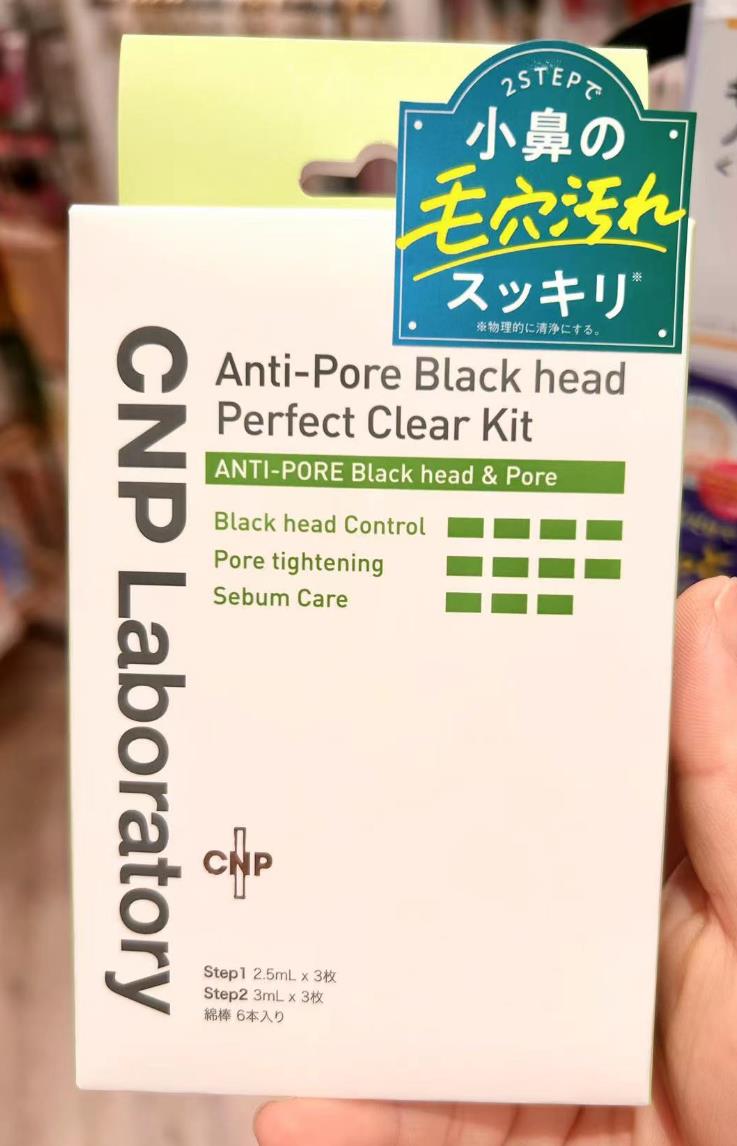 2STEPで
小鼻の
毛穴汚れ
スッキリ※
※物理的に清浄にする。
CNP Laboratory
Anti-Pore Black head
Perfect Clear Kit
ANTI-PORE Black head & Pore
Black head Control
Pore tightening
Sebum Care
CNP
Step1 2.5mL x 3枚
Step2 3mL x 3枚
綿棒 6本入り